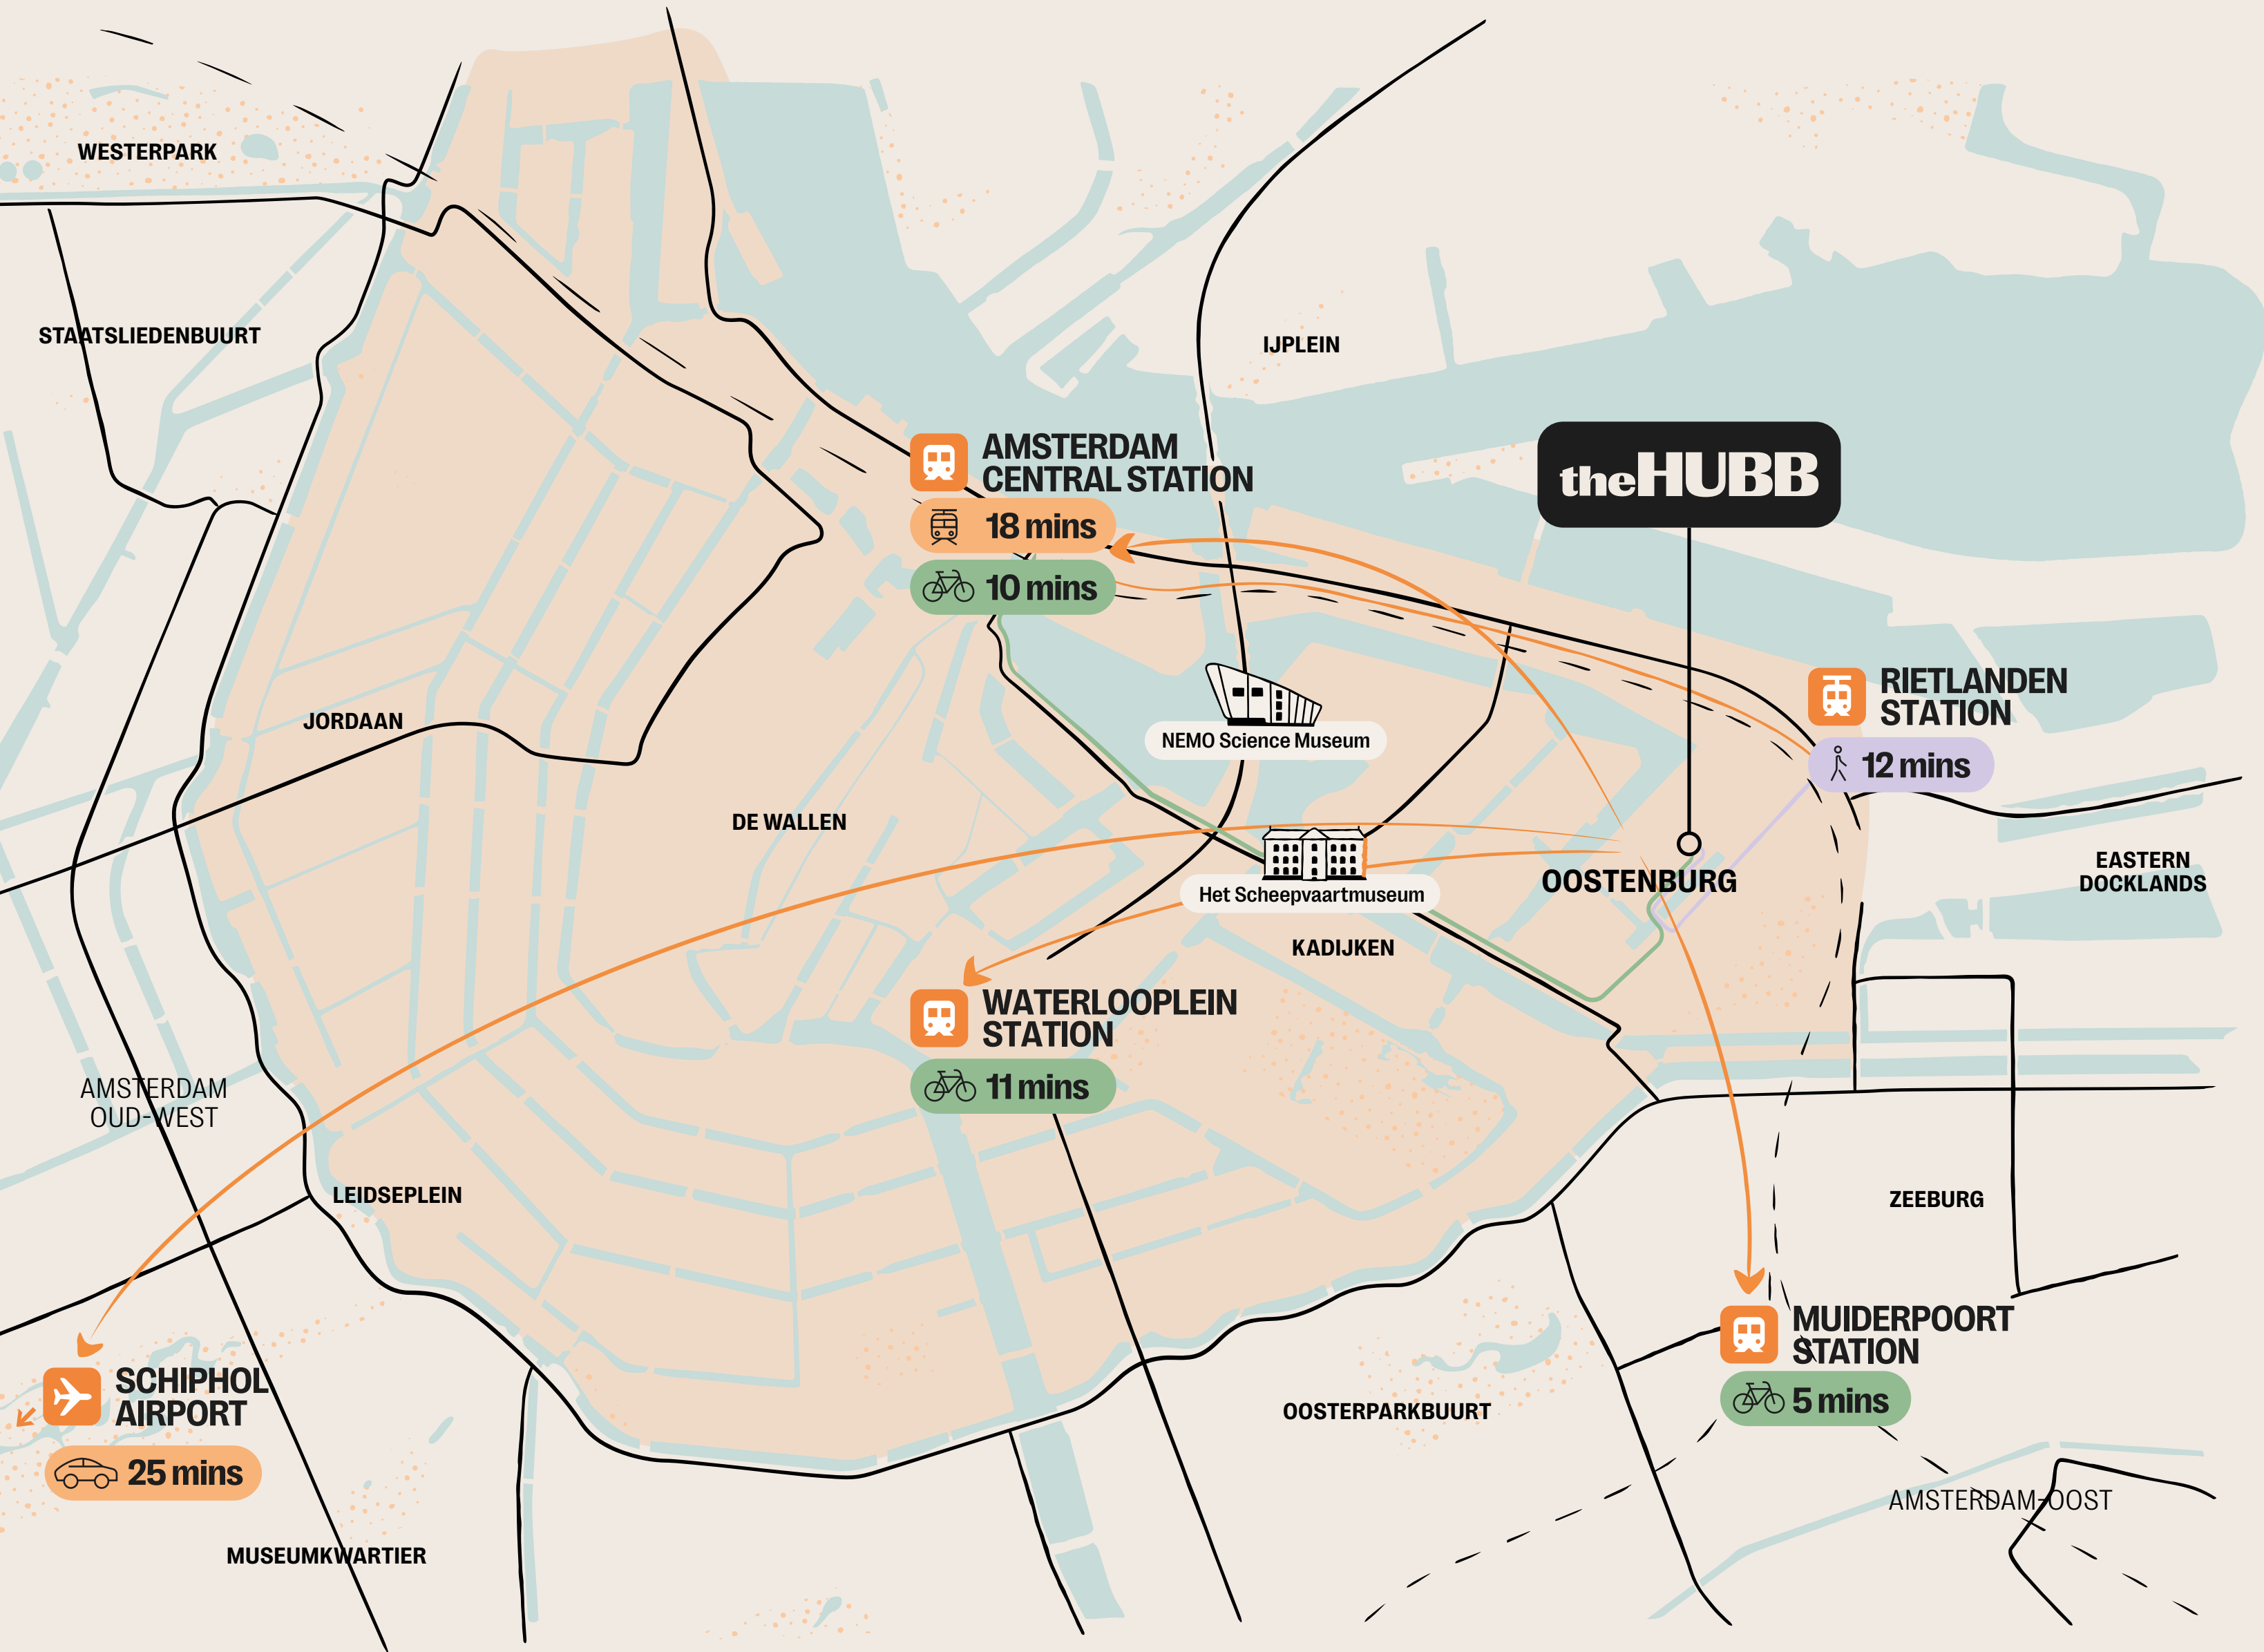 WESTERPARK
STAATSLIEDENBUURT
IJPLEIN
AMSTERDAM
CENTRAL STATION
18 mins
10 mins
theHUBB
RIETLANDEN
STATION
12 mins
JORDAAN
NEMO Science Museum
DE WALLEN
Het Scheepvaartmuseum
OOSTENBURG
EASTERN
DOCKLANDS
KADIJKEN
WATERLOOPLEIN
STATION
11 mins
AMSTERDAM
OUD-WEST
LEIDSEPLEIN
ZEEBURG
MUIDERPOORT
STATION
5 mins
SCHIPHOL
AIRPORT
25 mins
OOSTERPARKBUURT
AMSTERDAM-OOST
MUSEUMKWARTIER